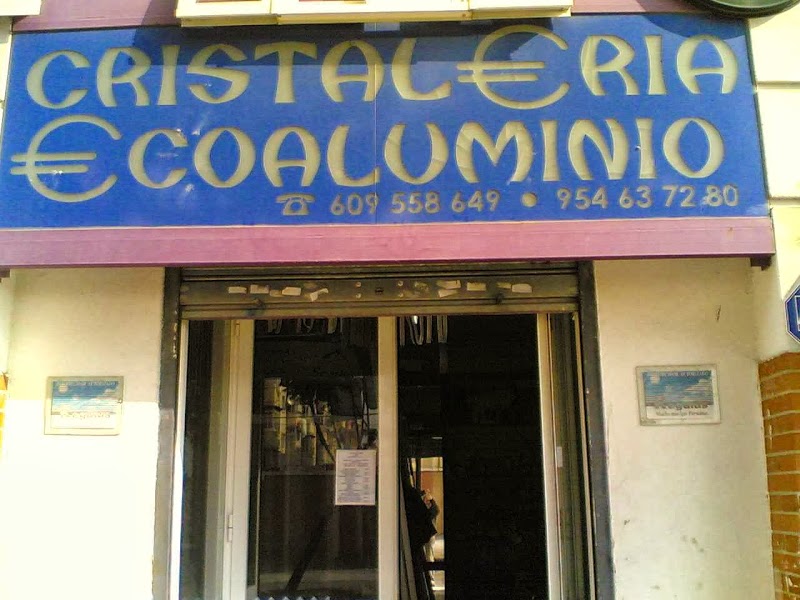 CRISTAL€RIA
€COALUMINIO
☎ 609 558 649 • 954 63 72 80